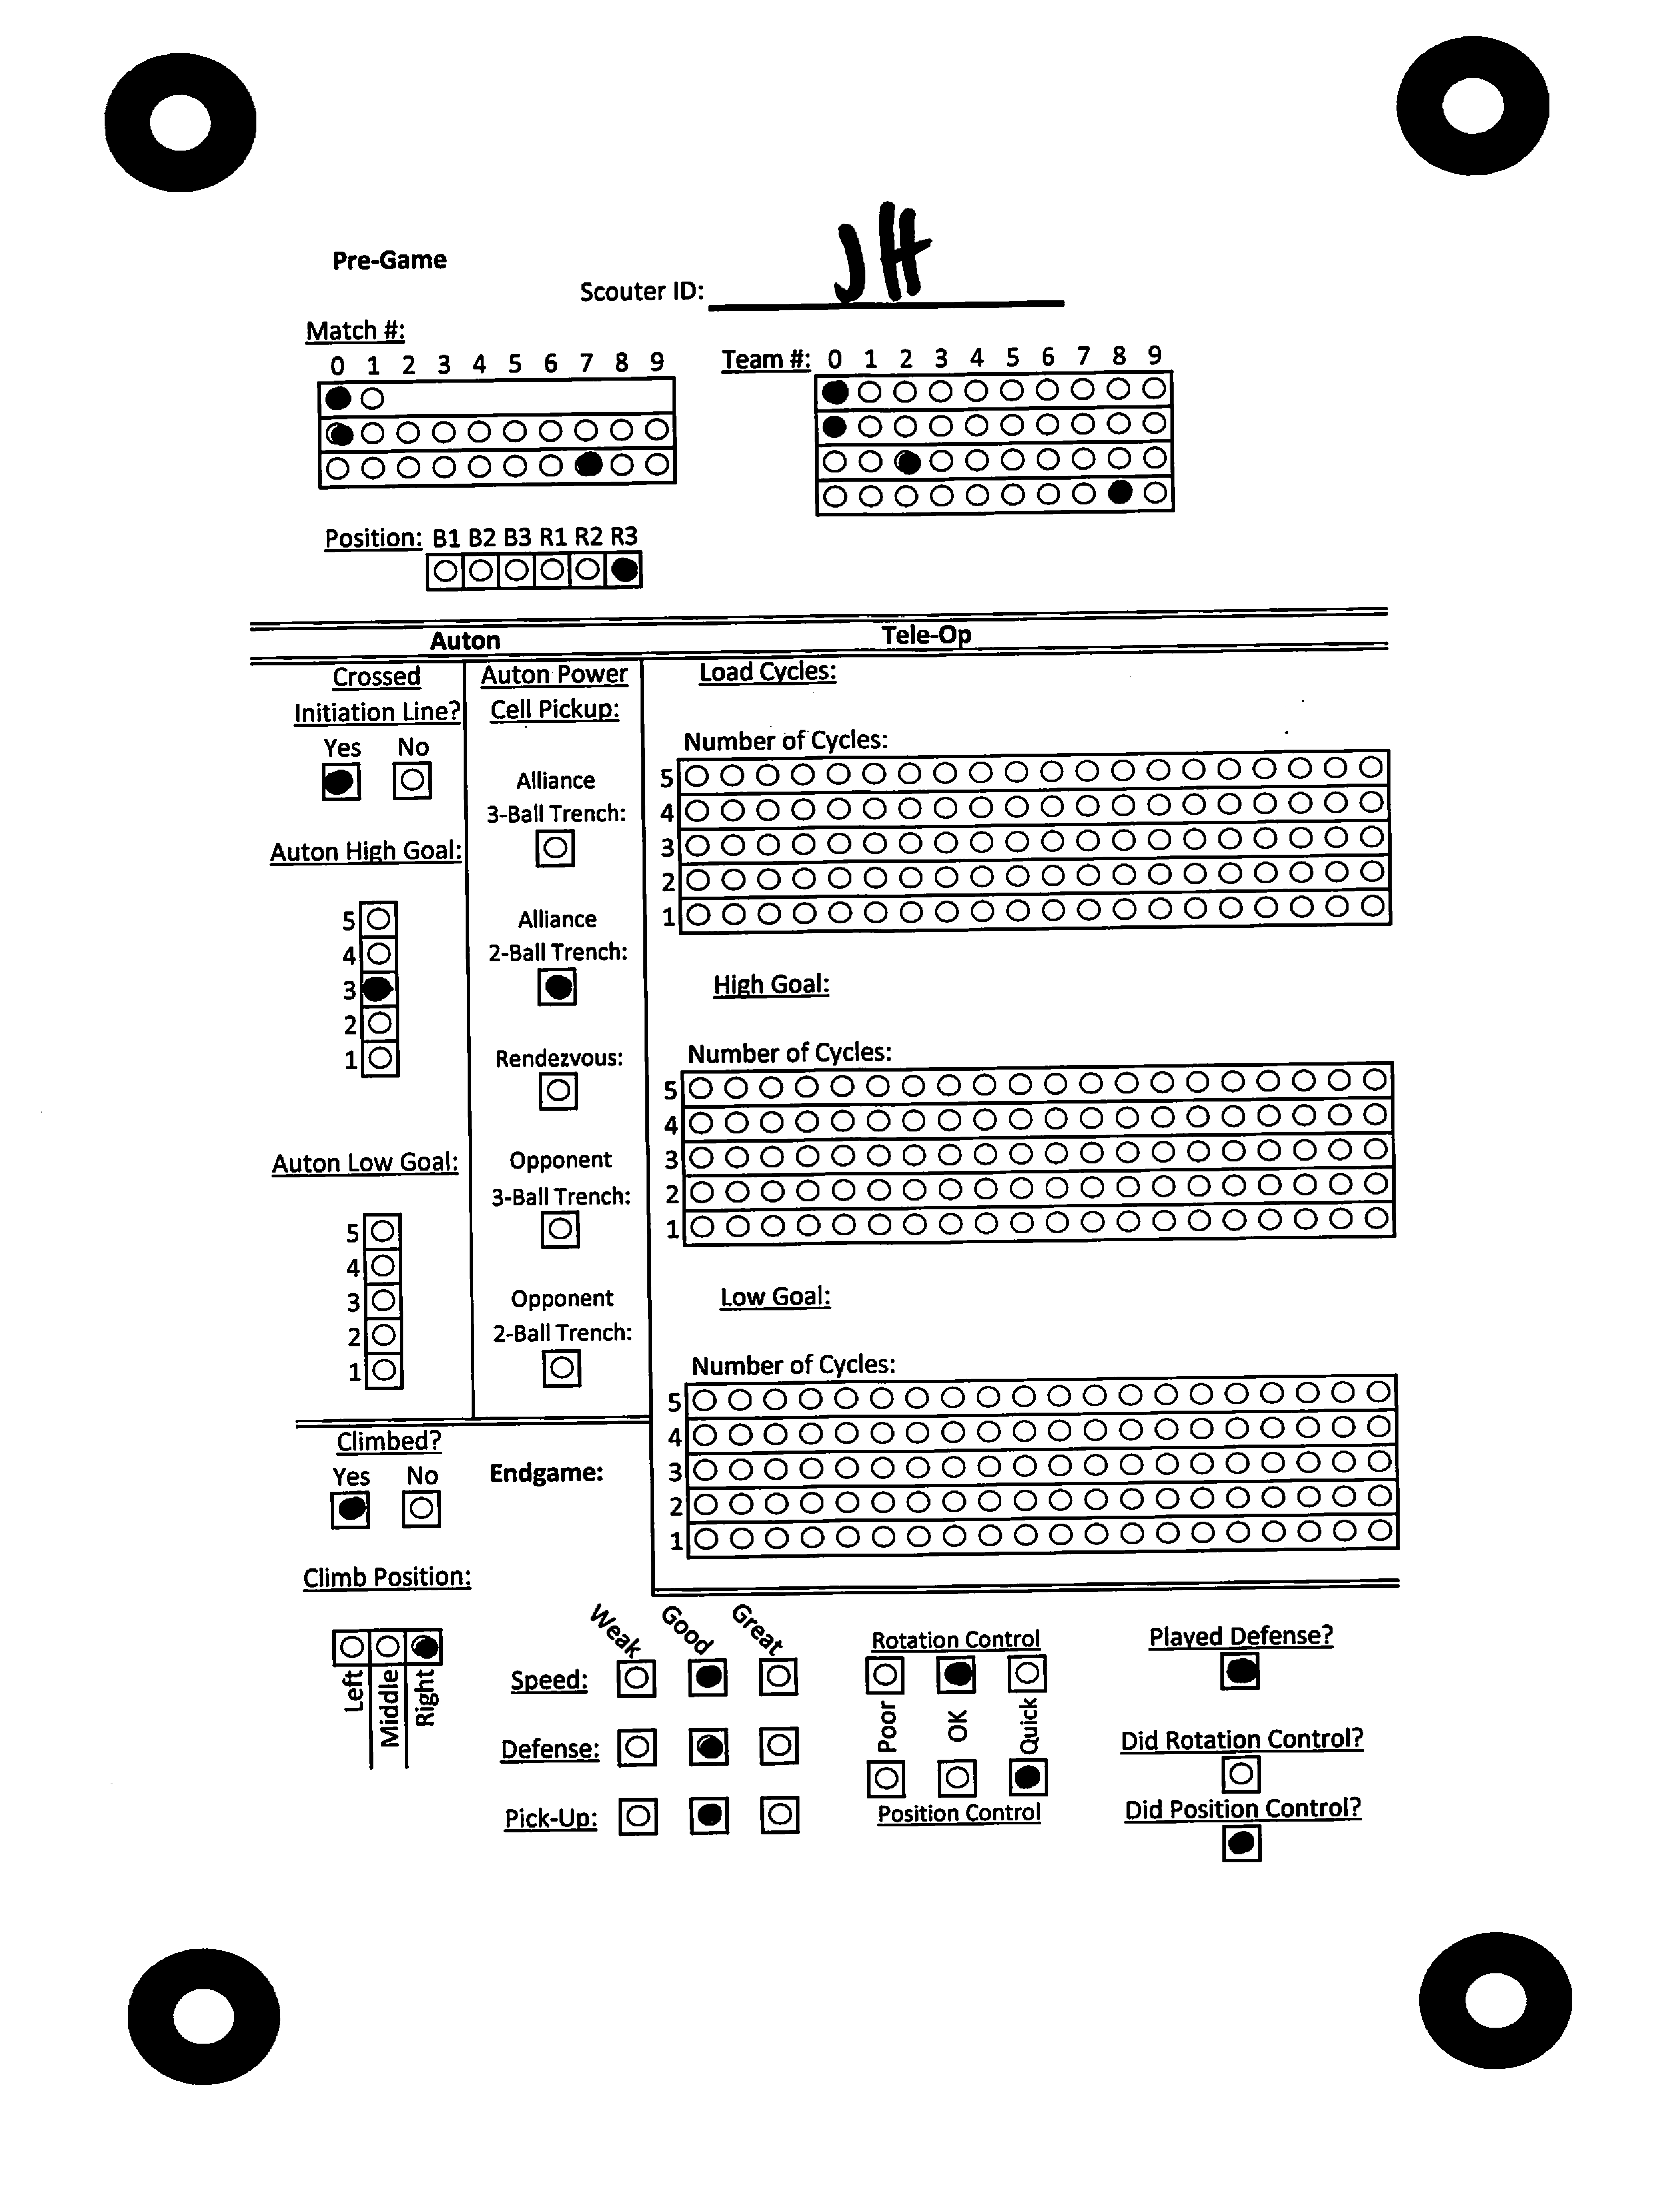 Pre-Game
Scouter ID: JH
Match #:
0 1 2 3 4 5 6 7 8 9
Team #: 0 1 2 3 4 5 6 7 8 9
Position: B1 B2 B3 R1 R2 R3
Auton
Tele-Op
Crossed
Initiation Line?
Yes No
Auton High Goal:
5
4
3
2
1
Auton Low Goal:
5
4
3
2
1
Auton Power
Cell Pickup:
Alliance
3-Ball Trench:
Alliance
2-Ball Trench:
Rendezvous:
Opponent
3-Ball Trench:
Opponent
2-Ball Trench:
Load Cycles:
Number of Cycles:
5
4
3
2
1
High Goal:
Number of Cycles:
5
4
3
2
1
Low Goal:
Number of Cycles:
5
4
3
2
1
Climbed?
Yes No
Endgame:
Climb Position:
Left
Middle
Right
Weak Good Great
Speed:
Defense:
Pick-Up:
Rotation Control
Poor OK Quick
Position Control
Played Defense?
Did Rotation Control?
Did Position Control?